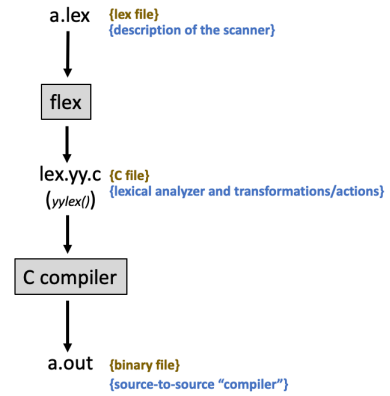 a.lex {lex file}
{description of the scanner}
flex
lex.yy.c {C file}
(yylex()) {lexical analyzer and transformations/actions}
C compiler
a.out {binary file}
{source-to-source “compiler”}